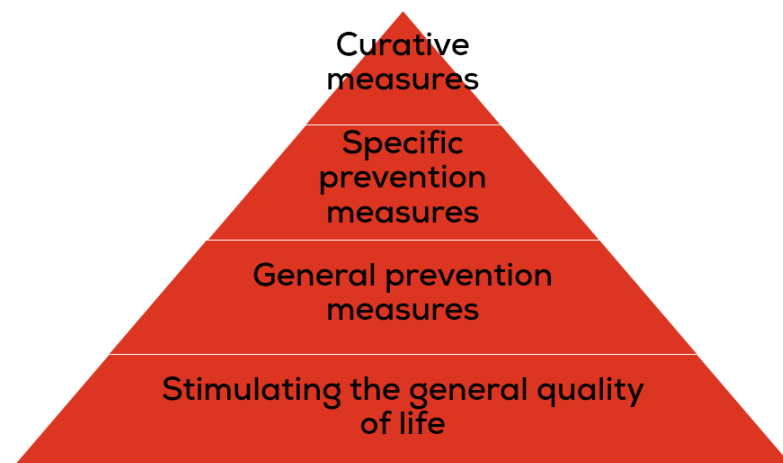 Curative
measures
Specific
prevention
measures
General prevention
measures
Stimulating the general quality
of life